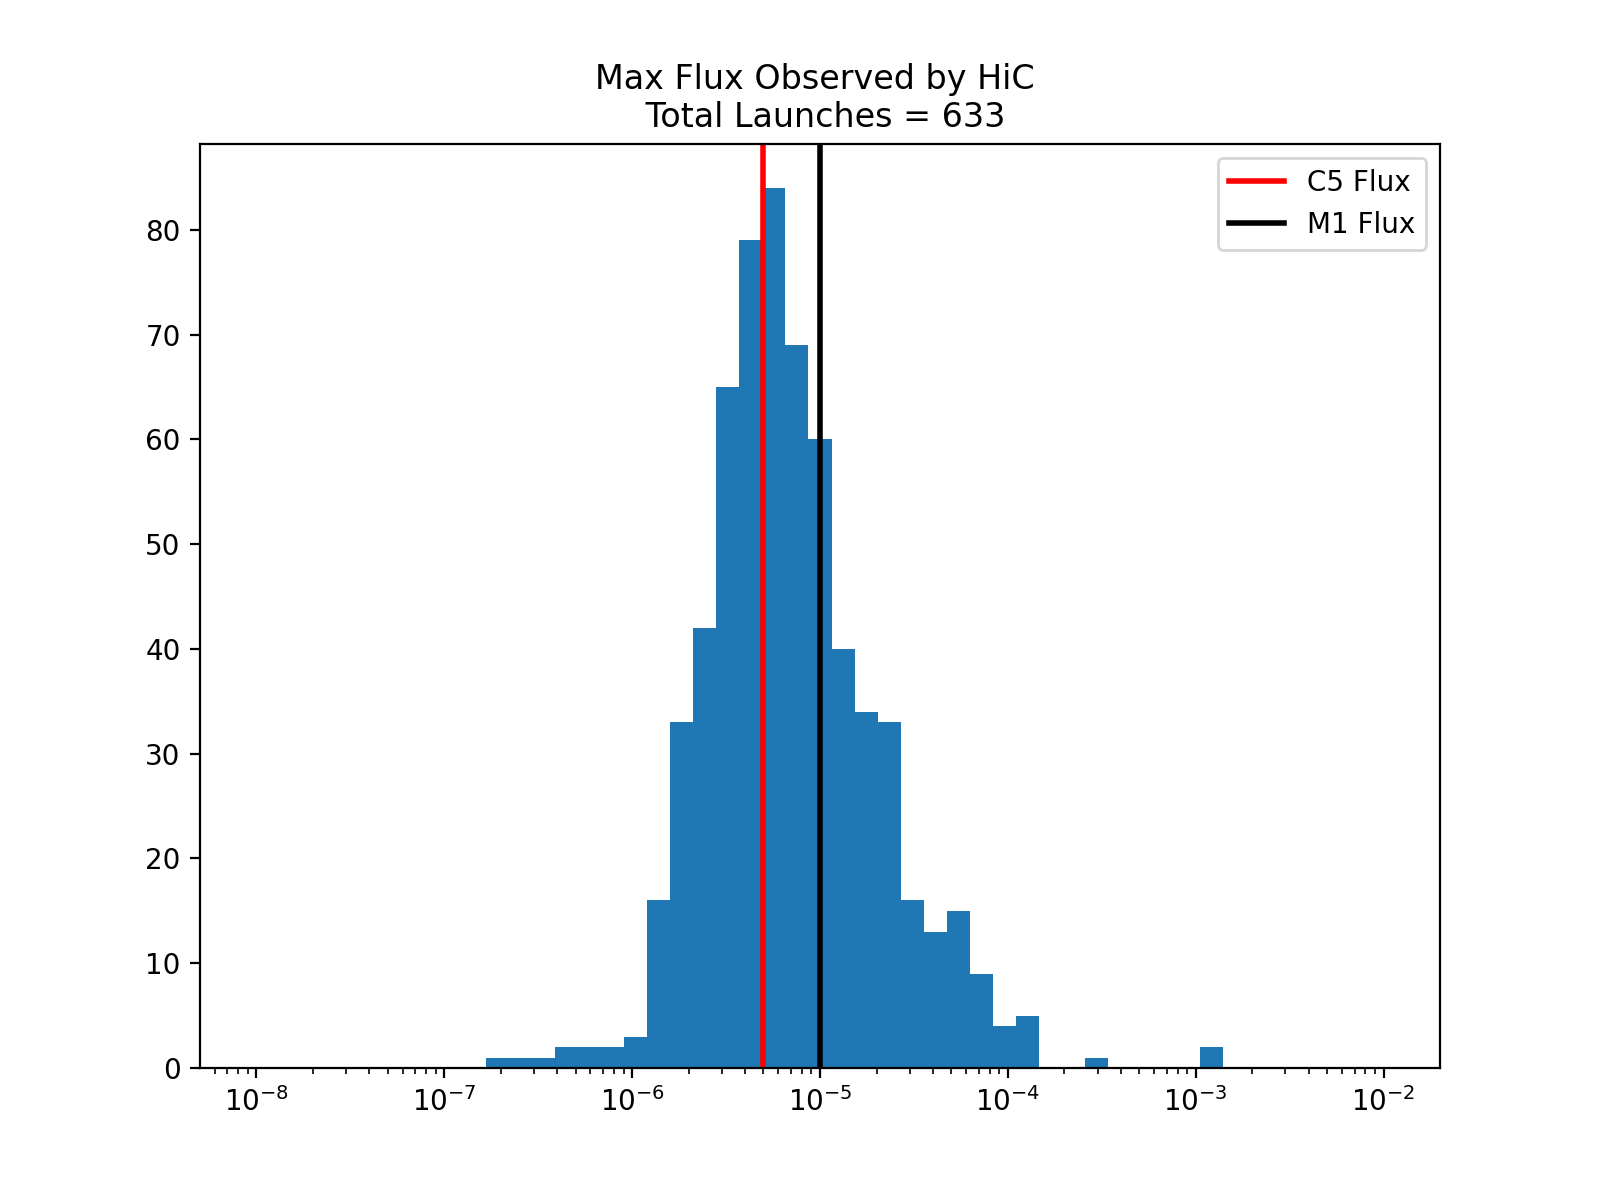 Max Flux Observed by HiC
Total Launches = 633
C5 Flux
M1 Flux
80
70
60
50
40
30
20
10
0
10⁻⁸ 10⁻⁷ 10⁻⁶ 10⁻⁵ 10⁻⁴ 10⁻³ 10⁻²